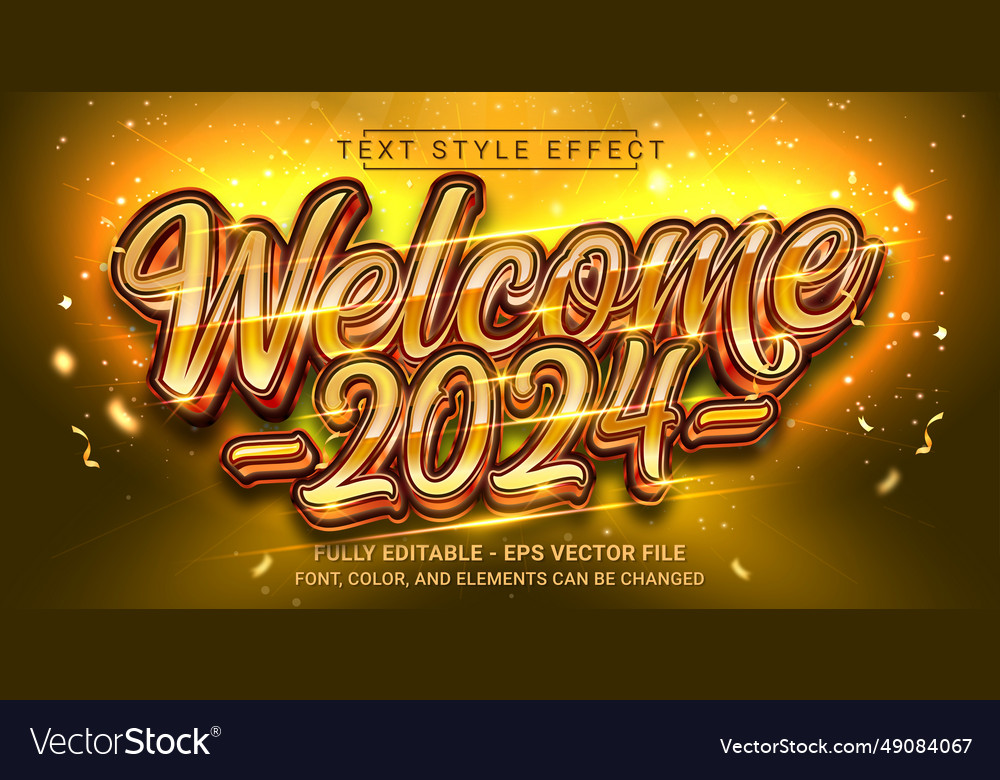 TEXT STYLE EFFECT
Welcome
-2024-
FULLY EDITABLE - EPS VECTOR FILE
FONT, COLOR, AND ELEMENTS CAN BE CHANGED
VectorStock®
VectorStock.com/49084067